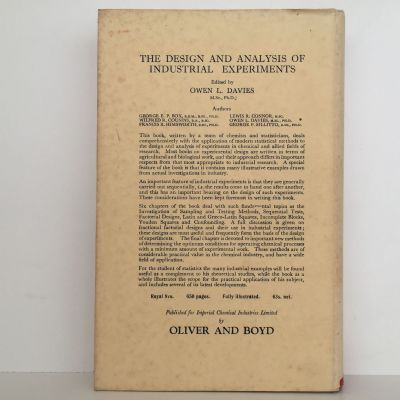 THE DESIGN AND ANALYSIS OF
INDUSTRIAL EXPERIMENTS
Edited by
OWEN L. DAVIES
(M.Sc., Ph.D.)
Authors
GEORGE E. P. BOX,
LEWIS R. CONNOR, M.SC.
WILFRED R. COUSINS,
OWEN L. DAVIES, M.SC., PH.D.
FRANCIS R. HIMSWORTH,
GEORGE P. SILLITTO,
This book, written by a team of chemists and statisticians, deals
comprehensively with the application of modern statistical methods to
the design and analysis of experiments in chemical and allied fields of
research. Most books on experimental design are written in terms of
agricultural and biological work, and their approach differs in important
respects from that most appropriate to industrial research. A special
feature of the book is that it contains many illustrative examples drawn
from actual investigations in industry.
An important feature of industrial experiments is that they are generally
carried out sequentially, i.e. the results come to hand one after another,
and this has an important bearing on the design of such experiments.
These considerations have been kept foremost in writing this book.
Six chapters of the book deal with such fundamental topics as the
Investigation of Sampling and Testing Methods, Sequential Tests,
Factorial Designs, Latin and Graeco-Latin Squares, Incomplete Blocks,
Youden Squares and Confounding. A full discussion is given on
fractional factorial designs and their use in industrial experiments;
these designs are most useful and frequently form the basis of the design
of experiments. The final chapter is devoted to important new methods
of determining the optimum conditions for operating chemical processes
with a minimum amount of experimental work. These methods are of
considerable practical value in the chemical industry, and have a wide
field of application.
For the student of statistics the many industrial examples will be found
useful as a complement to his theoretical studies, while the book as a
whole illustrates the scope for the practical application of his subject,
and includes several of its latest developments.
Royal 8vo. 650 pages. Fully illustrated. 63s. net.
Published for Imperial Chemical Industries Limited
by
OLIVER AND BOYD